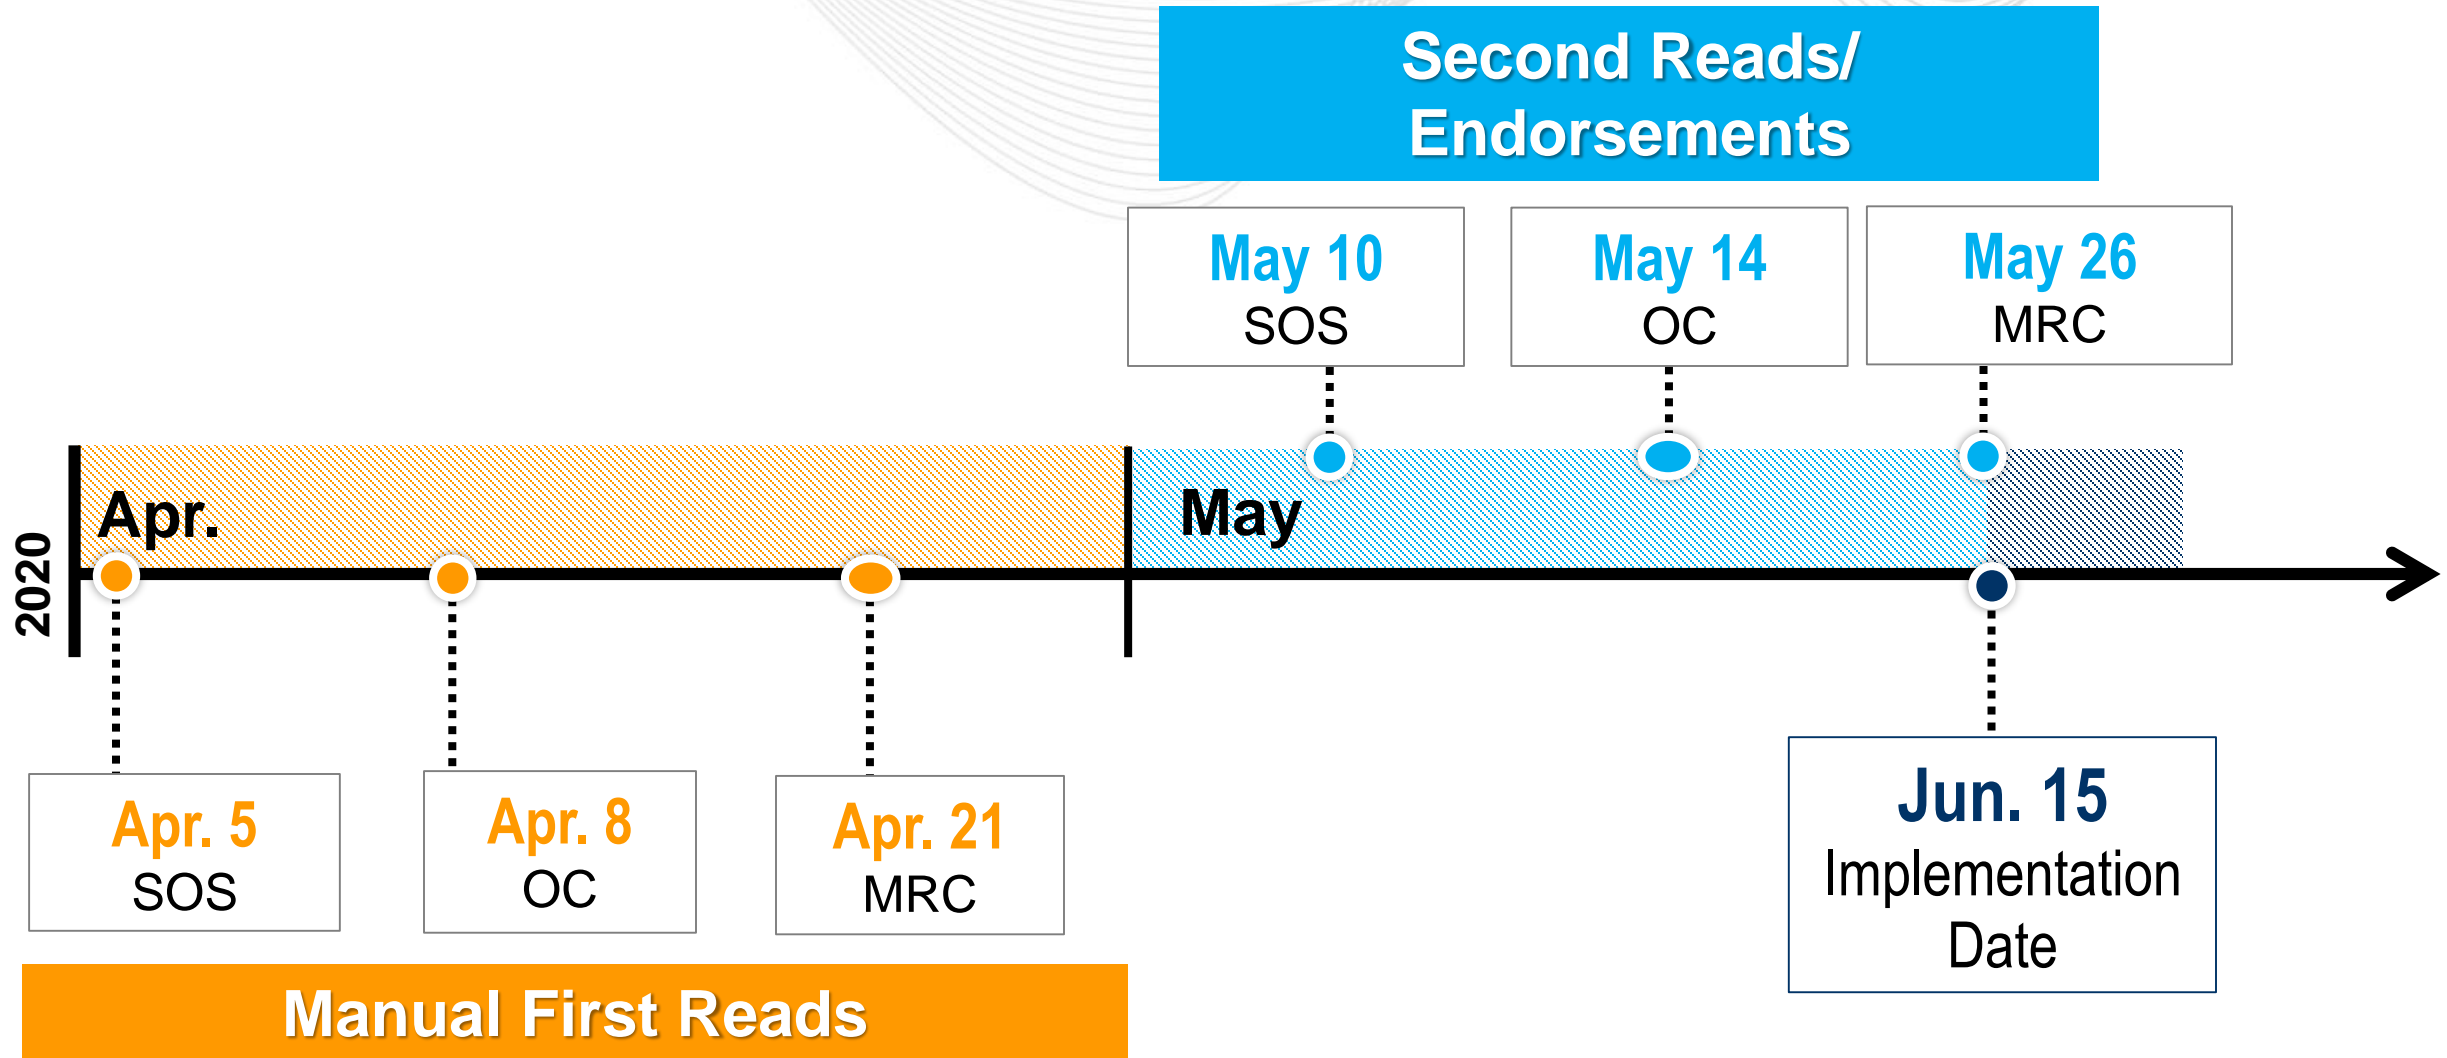 Second Reads/
Endorsements
May 10
SOS
May 14
OC
May 26
MRC
2020
Apr.
May
Apr. 5
SOS
Apr. 8
OC
Apr. 21
MRC
Jun. 15
Implementation
Date
Manual First Reads